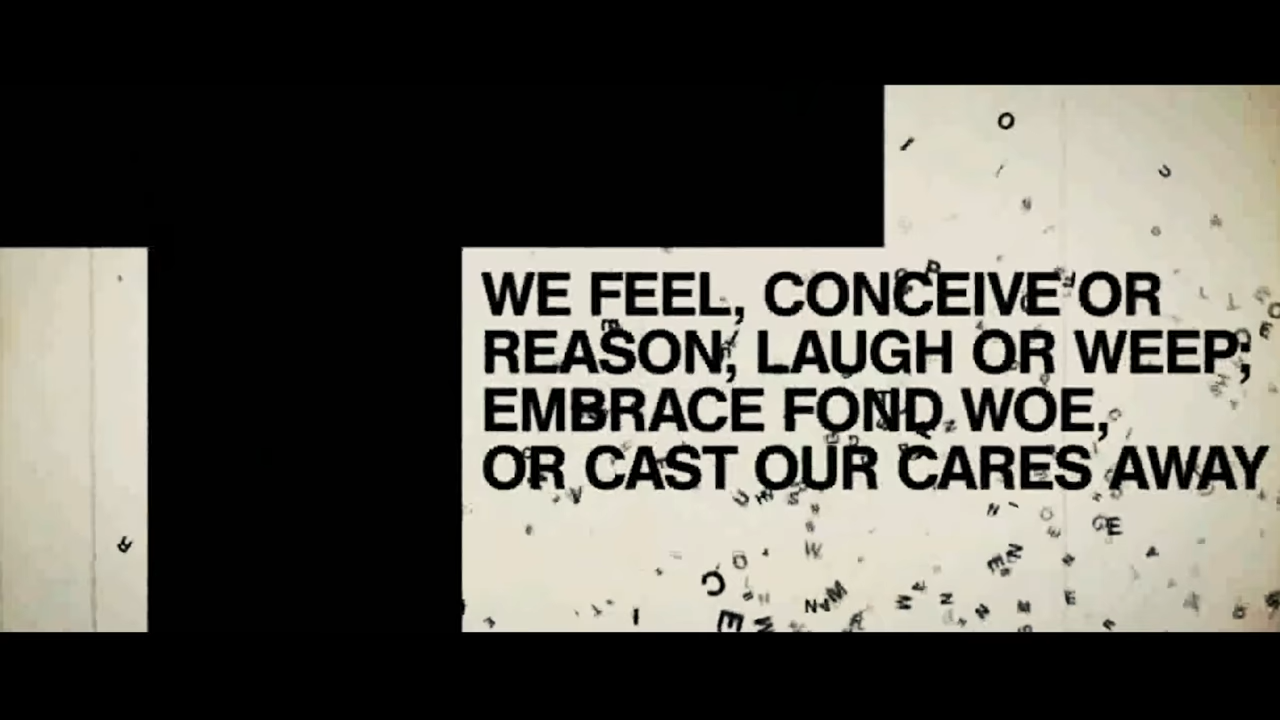 WE FEEL, CONCEIVE OR
REASON, LAUGH OR WEEP;
EMBRACE FOND WOE,
OR CAST OUR CARES AWAY